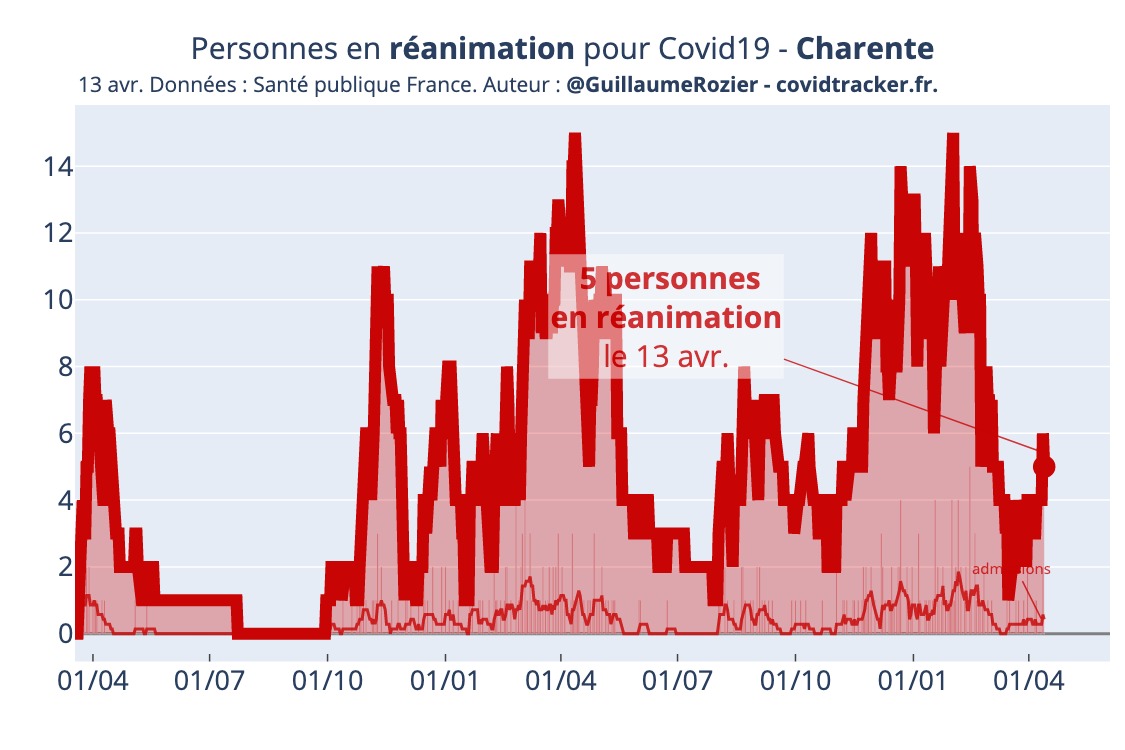 Personnes en réanimation pour Covid19 - Charente
13 avr. Données : Santé publique France. Auteur : @GuillaumeRozier - covidtracker.fr.
14
12
10
8
6
4
2
0
5 personnes
en réanimation
le 13 avr.
admissions
01/04 01/07 01/10 01/01 01/04 01/07 01/10 01/01 01/04